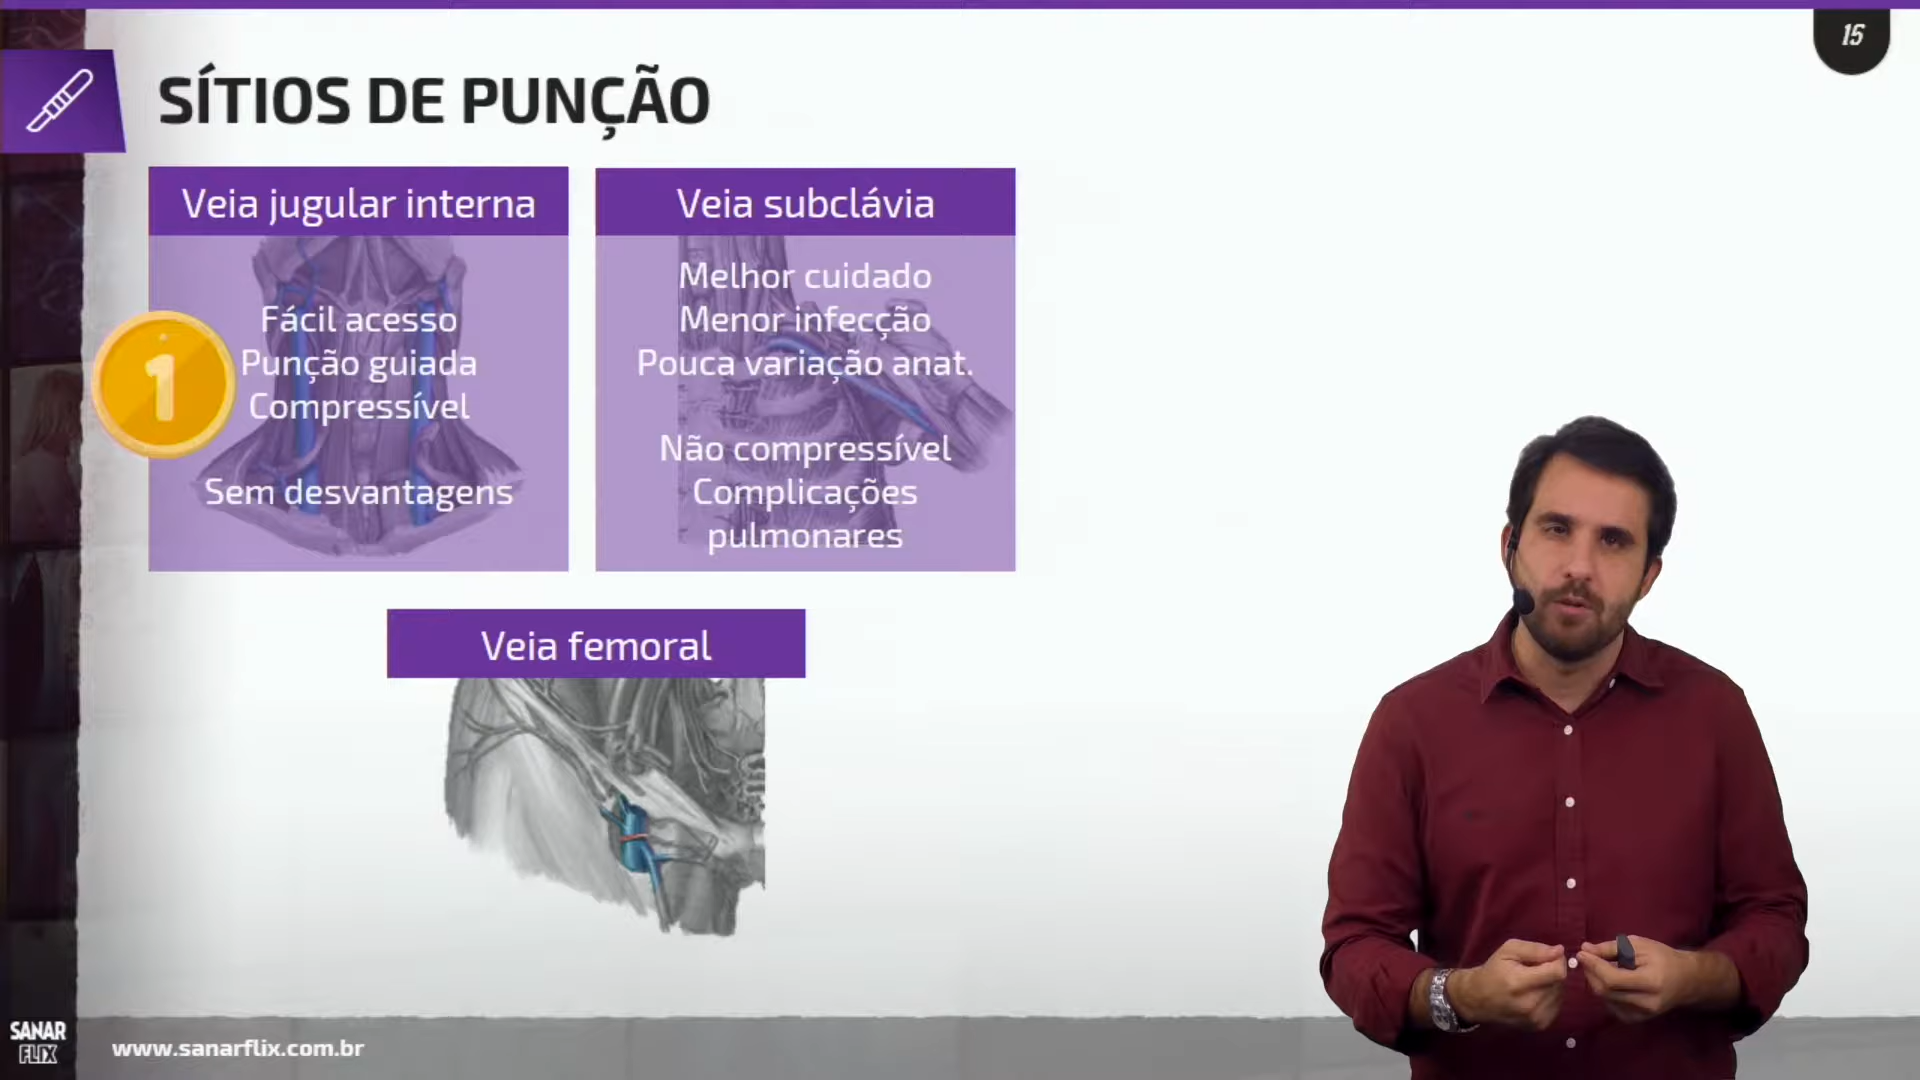 15
SÍTIOS DE PUNÇÃO
Veia jugular interna
Fácil acesso
Punção guiada
Compressível
Sem desvantagens
1
Veia subclávia
Melhor cuidado
Menor infecção
Pouca variação anat.
Não compressível
Complicações
pulmonares
Veia femoral
SANAR
FLIX
www.sanarflix.com.br